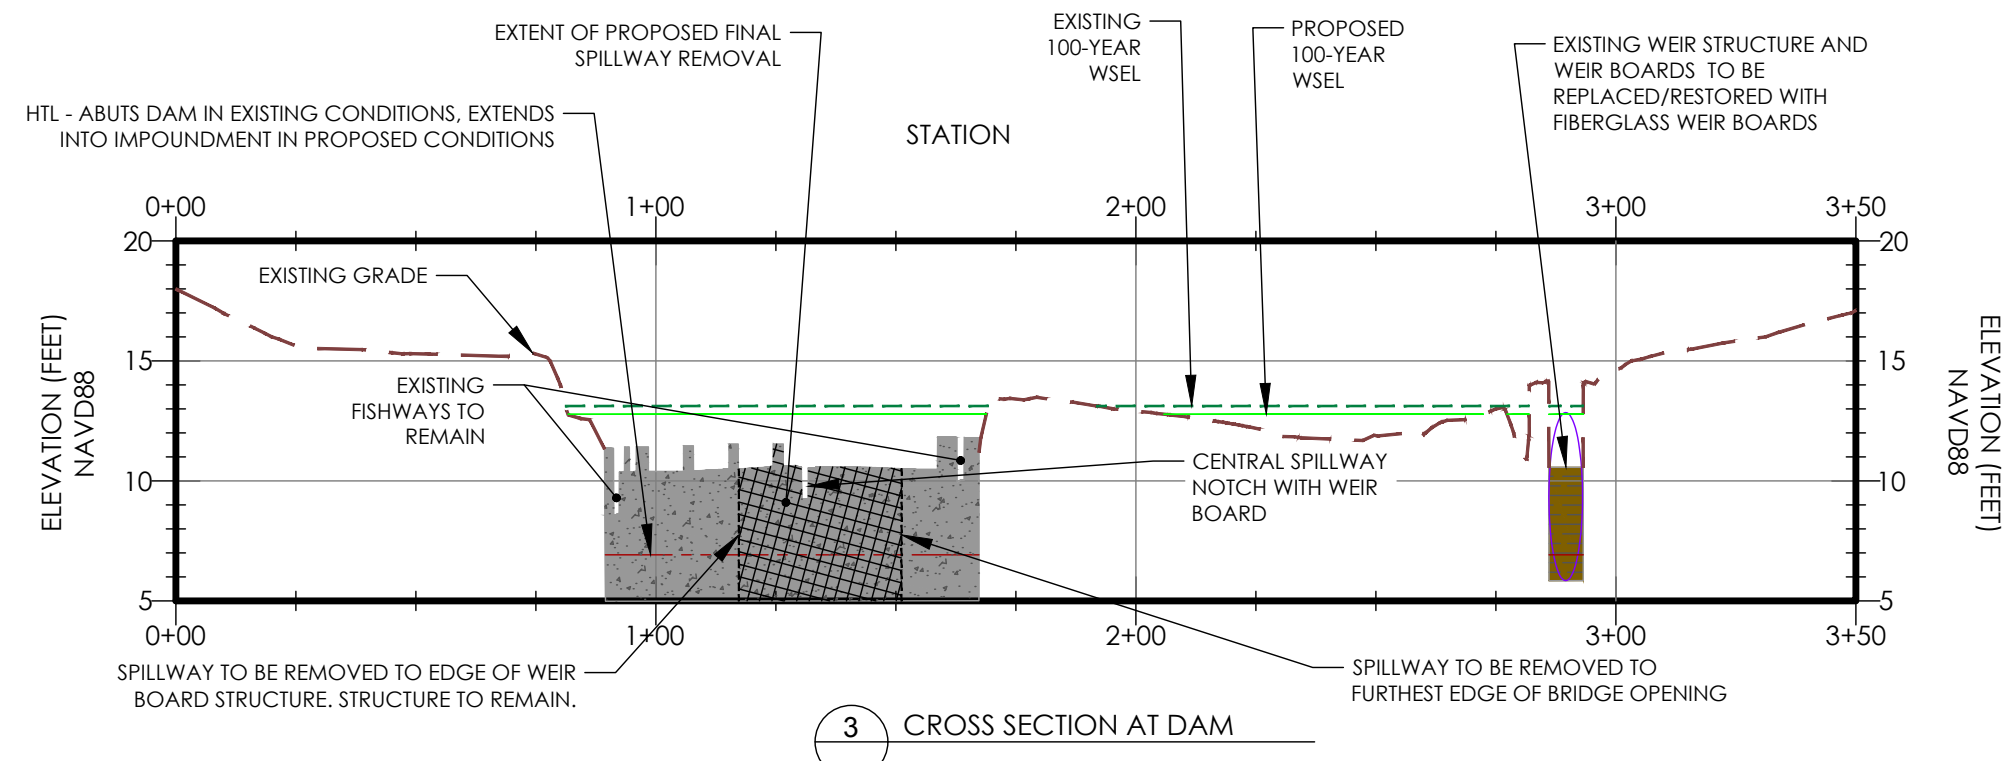 EXTENT OF PROPOSED FINAL
SPILLWAY REMOVAL
EXISTING
100-YEAR
WSEL
PROPOSED
100-YEAR
WSEL
EXISTING WEIR STRUCTURE AND
WEIR BOARDS TO BE
REPLACED/RESTORED WITH
FIBERGLASS WEIR BOARDS
HTL - ABUTS DAM IN EXISTING CONDITIONS, EXTENDS
INTO IMPOUNDMENT IN PROPOSED CONDITIONS
STATION
0+00
1+00
2+00
3+00
3+50
20
20
EXISTING GRADE
15
15
EXISTING
FISHWAYS TO
REMAIN
ELEVATION (FEET)
NAVD88
ELEVATION (FEET)
NAVD88
CENTRAL SPILLWAY
NOTCH WITH WEIR
BOARD
10
10
5
5
0+00
1+00
2+00
3+00
3+50
SPILLWAY TO BE REMOVED TO EDGE OF WEIR
BOARD STRUCTURE. STRUCTURE TO REMAIN.
SPILLWAY TO BE REMOVED TO
FURTHEST EDGE OF BRIDGE OPENING
3
CROSS SECTION AT DAM